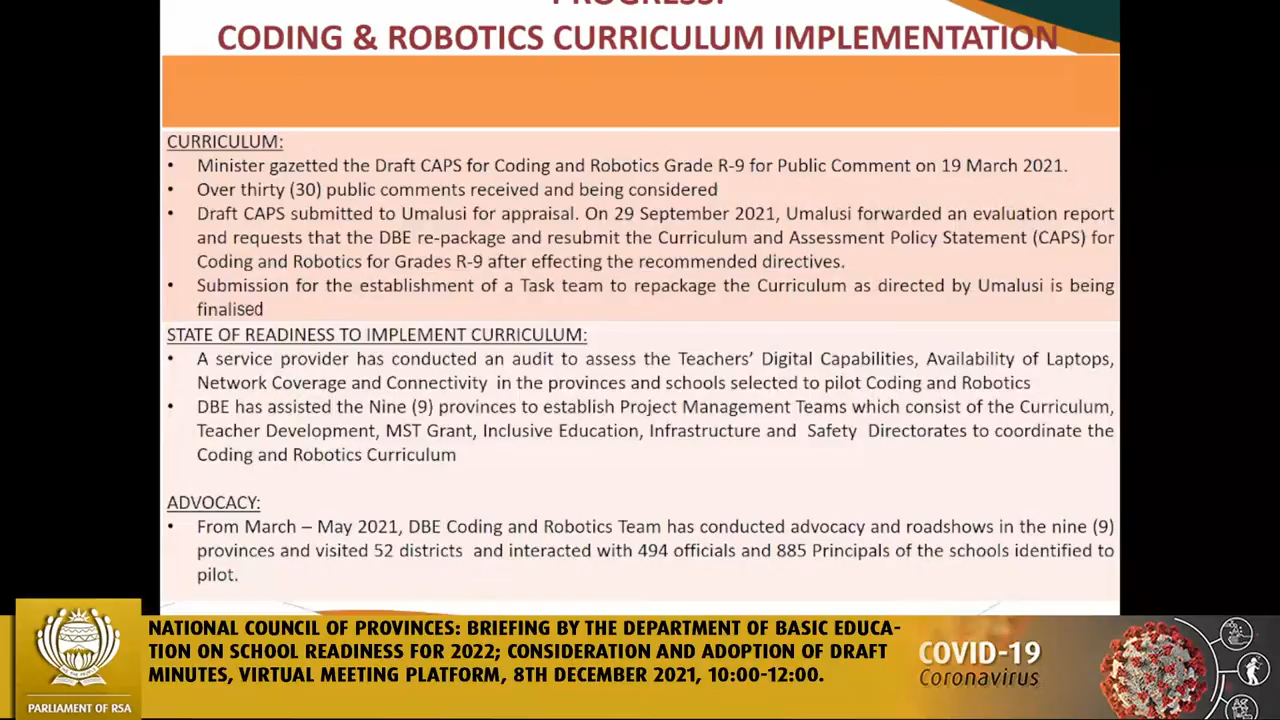 PROGRESS:
CODING & ROBOTICS CURRICULUM IMPLEMENTATION
CURRICULUM:
• Minister gazetted the Draft CAPS for Coding and Robotics Grade R-9 for Public Comment on 19 March 2021.
• Over thirty (30) public comments received and being considered
• Draft CAPS submitted to Umalusi for appraisal. On 29 September 2021, Umalusi forwarded an evaluation report
and requests that the DBE re-package and resubmit the Curriculum and Assessment Policy Statement (CAPS) for
Coding and Robotics for Grades R-9 after effecting the recommended directives.
• Submission for the establishment of a Task team to repackage the Curriculum as directed by Umalusi is being
finalised
STATE OF READINESS TO IMPLEMENT CURRICULUM:
• A service provider has conducted an audit to assess the Teachers’ Digital Capabilities, Availability of Laptops,
Network Coverage and Connectivity in the provinces and schools selected to pilot Coding and Robotics
• DBE has assisted the Nine (9) provinces to establish Project Management Teams which consist of the Curriculum,
Teacher Development, MST Grant, Inclusive Education, Infrastructure and Safety Directorates to coordinate the
Coding and Robotics Curriculum
ADVOCACY:
• From March – May 2021, DBE Coding and Robotics Team has conducted advocacy and roadshows in the nine (9)
provinces and visited 52 districts and interacted with 494 officials and 885 Principals of the schools identified to
pilot.
NATIONAL COUNCIL OF PROVINCES: BRIEFING BY THE DEPARTMENT OF BASIC EDUCA-
TION ON SCHOOL READINESS FOR 2022; CONSIDERATION AND ADOPTION OF DRAFT
MINUTES, VIRTUAL MEETING PLATFORM, 8TH DECEMBER 2021, 10:00-12:00.
PARLIAMENT OF RSA
COVID-19
Coronavirus